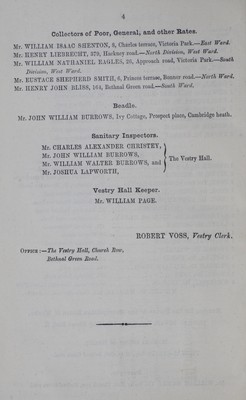 4
Collectors of Poor, General, and other Rates.
Mr. WILLIAM ISAAC SHENTON, 6, Charles terrace, Victoria Park.—East Ward.
Mr. HENRY LIEBRECHT, 378, Hackney road.—North Division, West Ward.
Mr. WILLIAM NATHANIEL EAGLES, 20, Approach road, Victoria Park.—South
Division, West Ward.
Mr. EUSTACE SHEPHERD SMITH, 6, Princes terrace, Bonner road.—North Ward.
Mr. HENRY JOHN BLISS, 164, Bethnal Green road.—South Ward.
Beadle.
Mr. JOHN WILLIAM BURROWS, Ivy Cottage, Prospect place, Cambridge heath.
Sanitary Inspectors.
Mr. CHARLES ALEXANDER CHRISTEY,
Mr. JOHN WILLIAM BURROWS,
Mr. WILLIAM WALTER BURROWS, and
Mr. JOSHUA LAPWORTH,
The Vestry Hall.
Vestry Hall Keeper.
Mr. WILLIAM PAGE.
ROBERT VOSS, Vestry Clerk.
OFFICE:—The Vestry Hall, Church Row,
Bethnal Green Road.